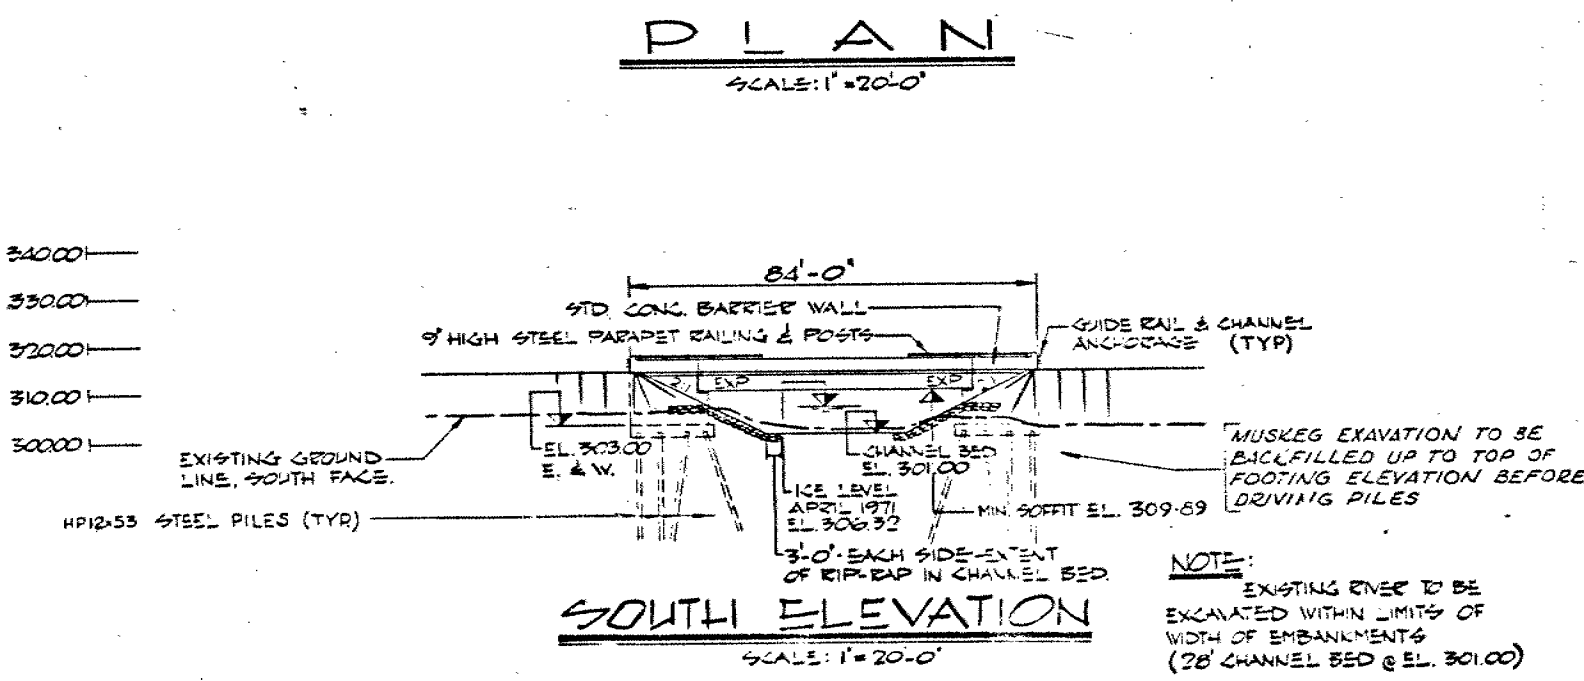 PLAN
SCALE: 1"=20'-0"
340.00
330.00
320.00
310.00
300.00
84'-0"
STD. CONC. BARRIER WALL
9" HIGH STEEL PARAPET RAILING & POSTS
GUIDE RAIL & CHANNEL
ANCHORAGE (TYP)
EXP
EXP
EXISTING GROUND
LINE, SOUTH FACE.
EL. 303.00
E. & W.
CHANNEL BED
EL. 301.00
ICE LEVEL
APRIL 1971
EL. 306.32
MIN. SOFFIT EL. 309.89
MUSKEG EXAVATION TO BE
BACKFILLED UP TO TOP OF
FOOTING ELEVATION BEFORE
DRIVING PILES
HP12x53 STEEL PILES (TYP.)
3'-0" EACH SIDE-EXTENT
OF RIP-RAP IN CHANNEL BED.
SOUTH ELEVATION
SCALE: 1"=20'-0"
NOTE:
EXISTING RIVER TO BE
EXCAVATED WITHIN LIMITS OF
WIDTH OF EMBANKMENTS
(28' CHANNEL BED @ EL. 301.00)